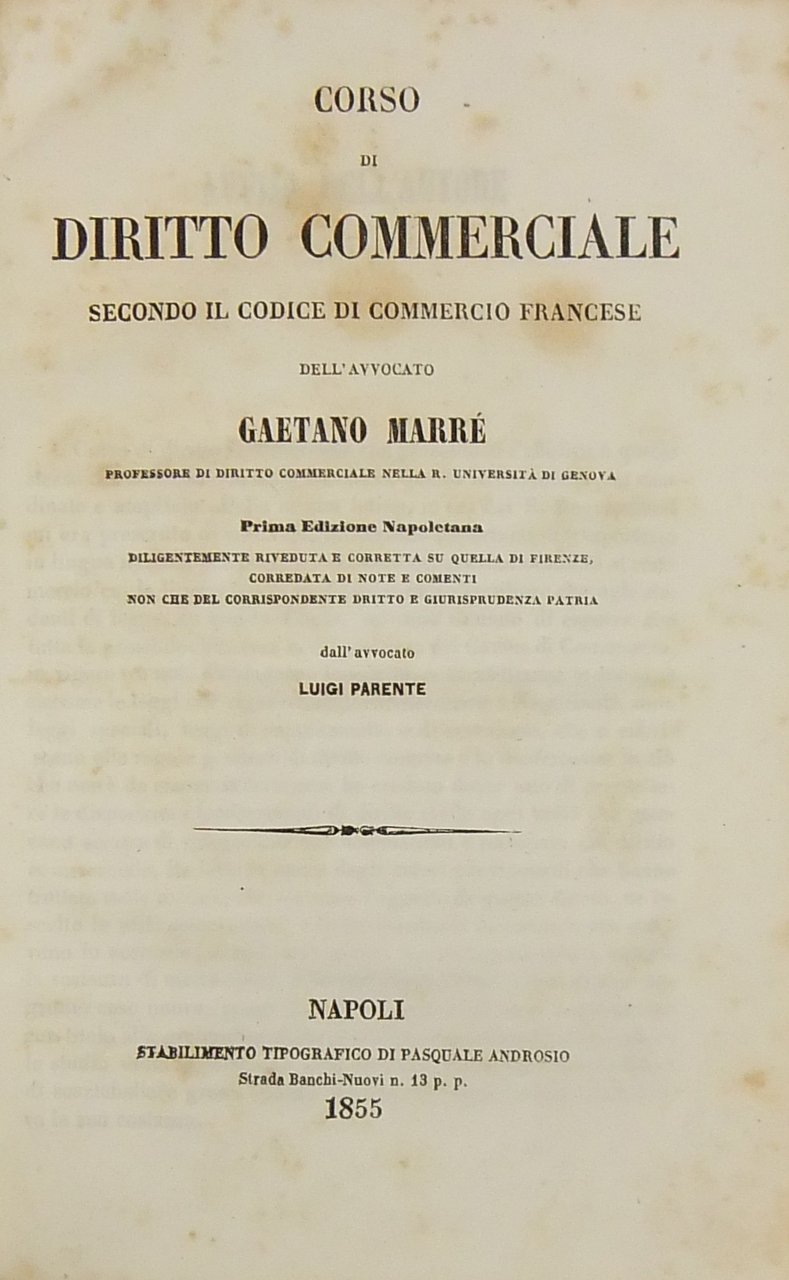 CORSO
DI
DIRITTO COMMERCIALE
SECONDO IL CODICE DI COMMERCIO FRANCESE
DELL'AVVOCATO
GAETANO MARRÉ
PROFESSORE DI DIRITTO COMMERCIALE NELLA R. UNIVERSITÀ DI GENOVA
Prima Edizione Napoletana
DILIGENTEMENTE RIVEDUTA E CORRETTA SU QUELLA DI FIRENZE,
CORREDATA DI NOTE E COMENTI
NON CHE DEL CORRISPONDENTE DRITTO E GIURISPRUDENZA PATRIA
dall'avvocato
LUIGI PARENTE
NAPOLI
STABILIMENTO TIPOGRAFICO DI PASQUALE ANDROSIO
Strada Banchi-Nuovi n. 13 p. p.
1855